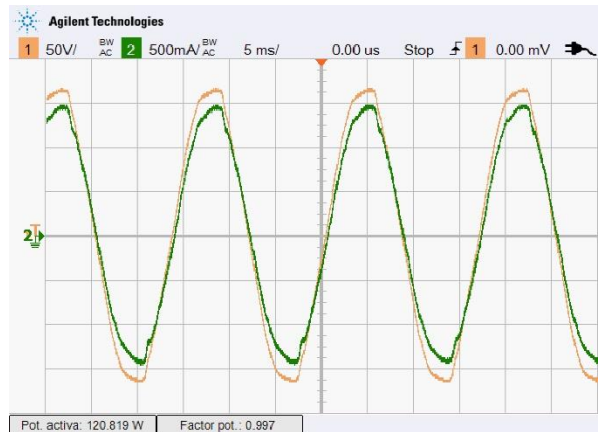 Agilent Technologies
1 50V/ BW AC 2 500mA/ BW AC 5 ms/ 0.00 us Stop 1 0.00 mV
2
Pot. activa: 120.819 W Factor pot.: 0.997